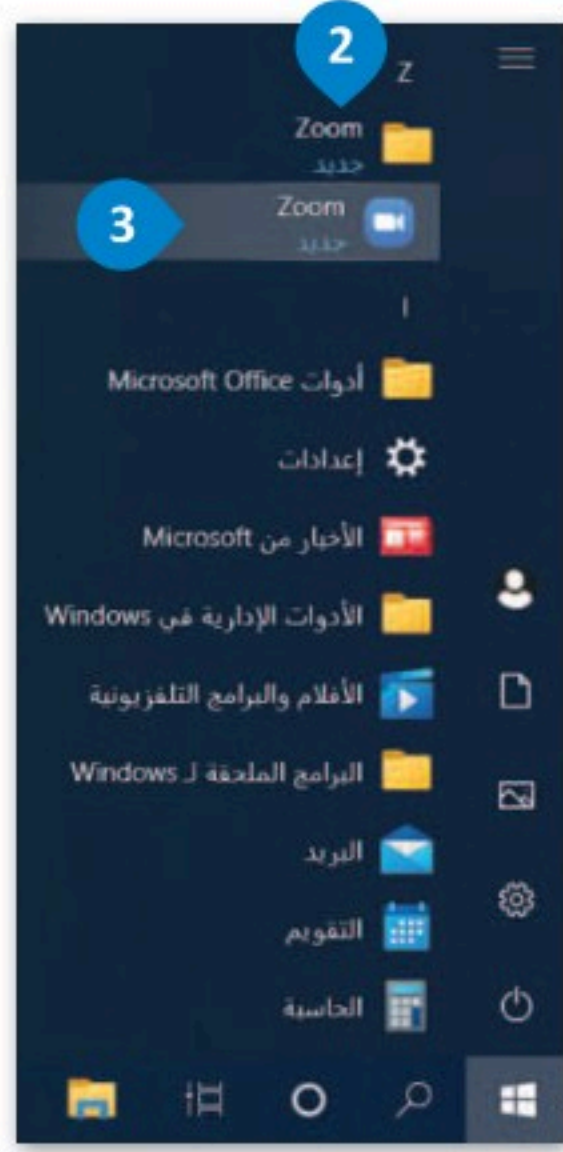 2
Z
Zoom
جديد
3
Zoom
جديد
ا
أدوات Microsoft Office
إعدادات
الأخبار من Microsoft
الأدوات الإدارية في Windows
الأفلام والبرامج التلفزيونية
البرامج الملحقة لـ Windows
البريد
التقويم
الحاسبة